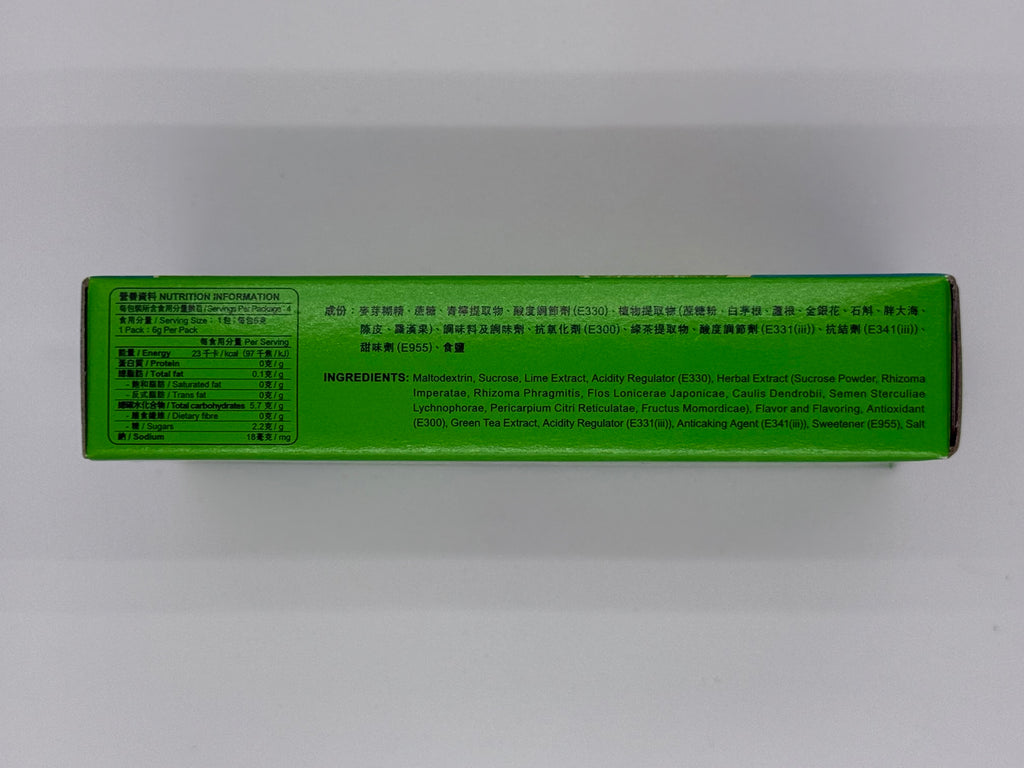 營養資料 NUTRITION INFORMATION
每包裝所含食用分量數目/Servings Per Package: 4
食用分量 / Serving Size： 1包：每包6克
1 Pack：6g Per Pack
每食用分量 Per Serving
能量 / Energy 23 千卡 / kcal (97 千焦 / kJ)
蛋白質 / Protein 0克 / g
總脂肪 / Total fat 0.1克 / g
- 飽和脂肪 / Saturated fat 0克 / g
- 反式脂肪 / Trans fat 0克 / g
總碳水化合物 / Total carbohydrates 5.7 克 / g
- 膳食纖維 / Dietary fibre 0克 / g
- 糖 / Sugars 2.2克 / g
鈉 / Sodium 18毫克 / mg
成份：麥芽糊精、蔗糖、青檸提取物、酸度調節劑 (E330)、植物提取物 (蔗糖粉、白茅根、蘆根、金銀花、石斛、胖大海、
陳皮、羅漢果)、調味料及調味劑、抗氧化劑 (E300)、綠茶提取物、酸度調節劑 (E331(iii))、抗結劑 (E341(iii))、
甜味劑 (E955)、食鹽
INGREDIENTS: Maltodextrin, Sucrose, Lime Extract, Acidity Regulator (E330), Herbal Extract (Sucrose Powder, Rhizoma
Imperatae, Rhizoma Phragmitis, Flos Lonicerae Japonicae, Caulis Dendrobii, Semen Sterculiae
Lychnophorae, Pericarpium Citri Reticulatae, Fructus Momordicae), Flavor and Flavoring, Antioxidant
(E300), Green Tea Extract, Acidity Regulator (E331(iii)), Anticaking Agent (E341(iii)), Sweetener (E955), Salt